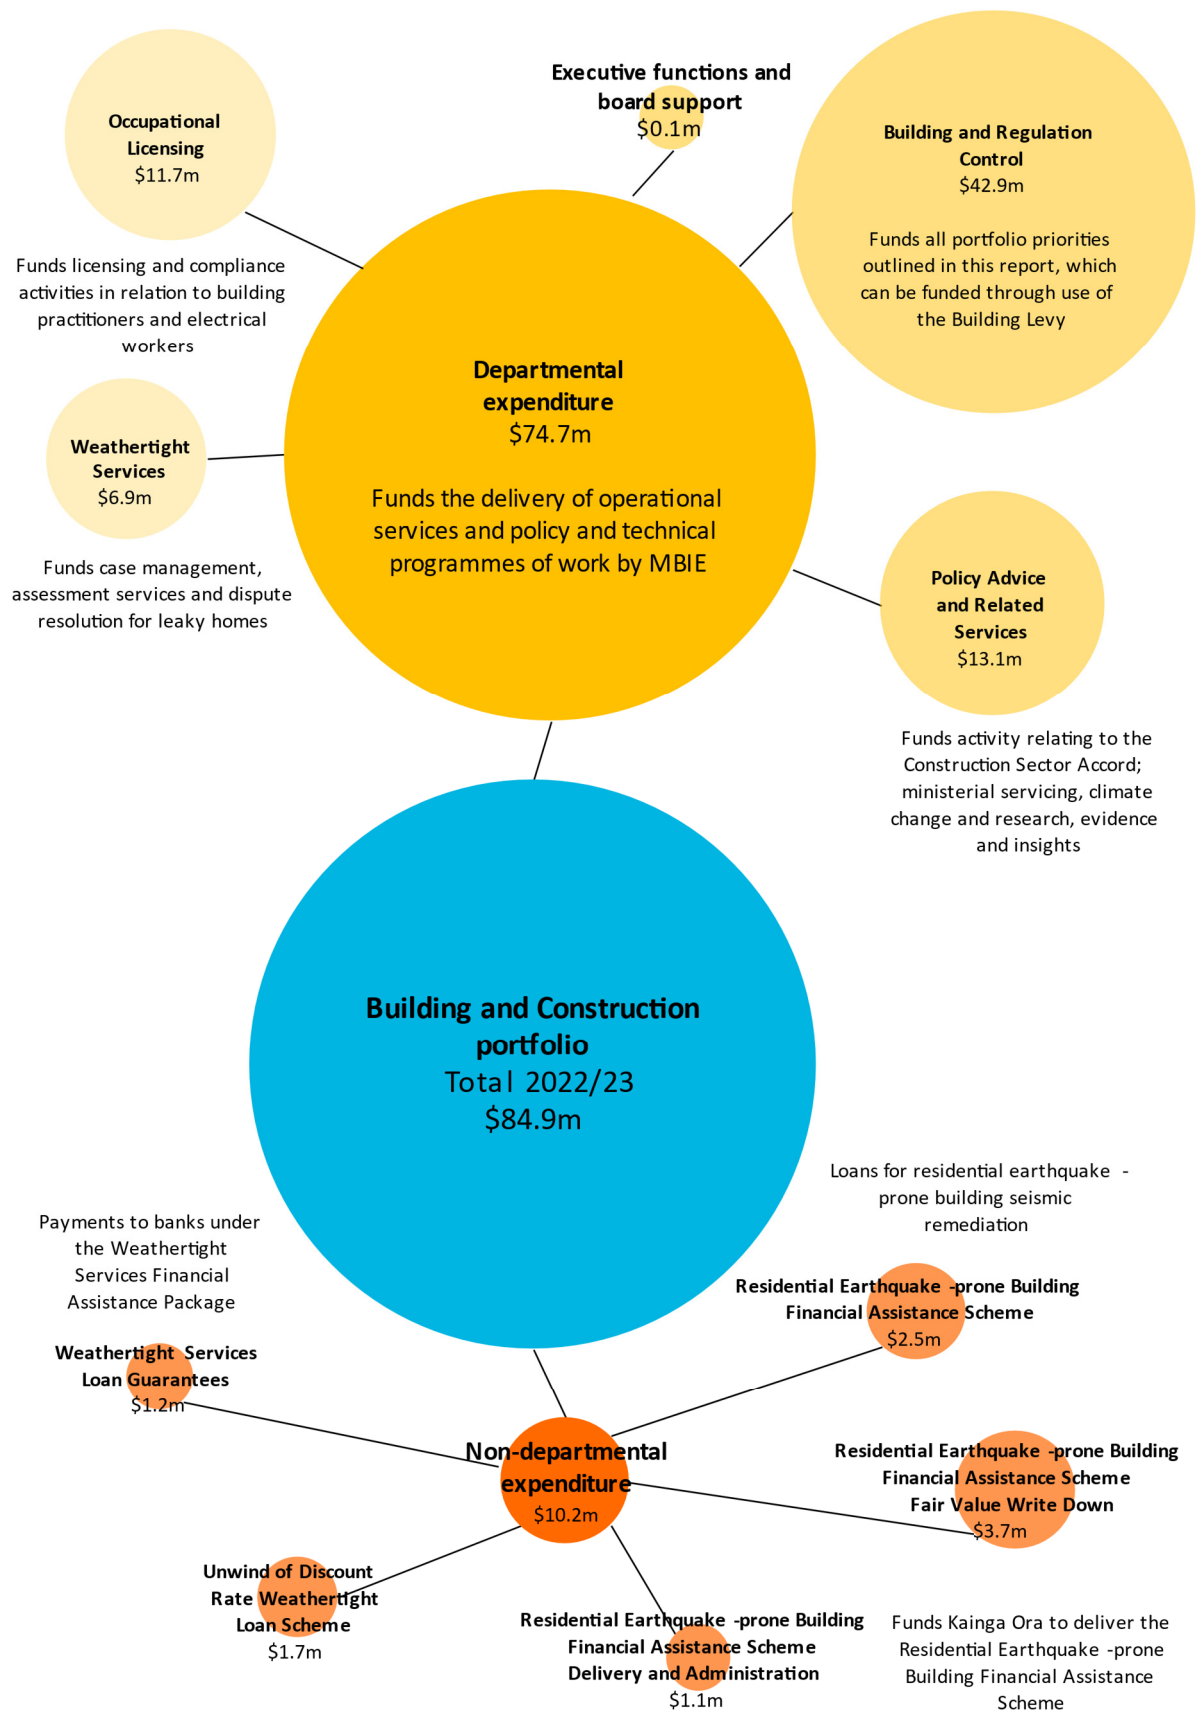 Occupational
Licensing
$11.7m
Funds licensing and compliance
activities in relation to building
practitioners and electrical
workers
Executive functions and
board support
$0.1m
Building and Regulation
Control
$42.9m
Funds all portfolio priorities
outlined in this report, which
can be funded through use of
the Building Levy
Departmental
expenditure
$74.7m
Funds the delivery of operational
services and policy and technical
programmes of work by MBIE
Weathertight
Services
$6.9m
Funds case management,
assessment services and dispute
resolution for leaky homes
Policy Advice
and Related
Services
$13.1m
Funds activity relating to the
Construction Sector Accord;
ministerial servicing, climate
change and research, evidence
and insights
Building and Construction
portfolio
Total 2022/23
$84.9m
Loans for residential earthquake -
prone building seismic
remediation
Residential Earthquake -prone Building
Financial Assistance Scheme
$2.5m
Payments to banks under
the Weathertight
Services Financial
Assistance Package
Weathertight Services
Loan Guarantees
$1.2m
Non-departmental
expenditure
$10.2m
Residential Earthquake -prone Building
Financial Assistance Scheme
Fair Value Write Down
$3.7m
Unwind of Discount
Rate Weathertight
Loan Scheme
$1.7m
Residential Earthquake -prone Building
Financial Assistance Scheme
Delivery and Administration
$1.1m
Funds Kainga Ora to deliver the
Residential Earthquake -prone
Building Financial Assistance
Scheme